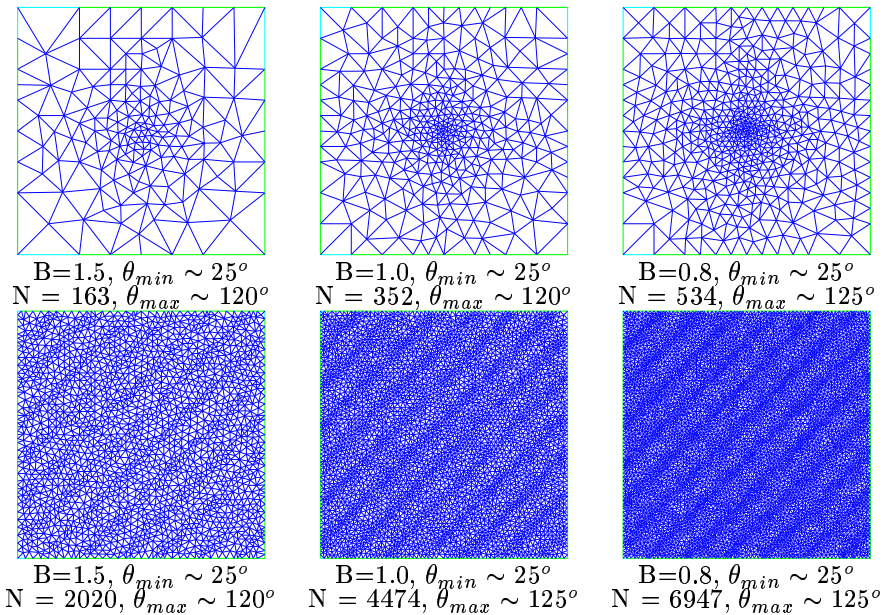 B=1.5, θ_min ∼ 25^o
N = 163, θ_max ∼ 120^o
B=1.0, θ_min ∼ 25^o
N = 352, θ_max ∼ 120^o
B=0.8, θ_min ∼ 25^o
N = 534, θ_max ∼ 125^o
B=1.5, θ_min ∼ 25^o
N = 2020, θ_max ∼ 120^o
B=1.0, θ_min ∼ 25^o
N = 4474, θ_max ∼ 125^o
B=0.8, θ_min ∼ 25^o
N = 6947, θ_max ∼ 125^o